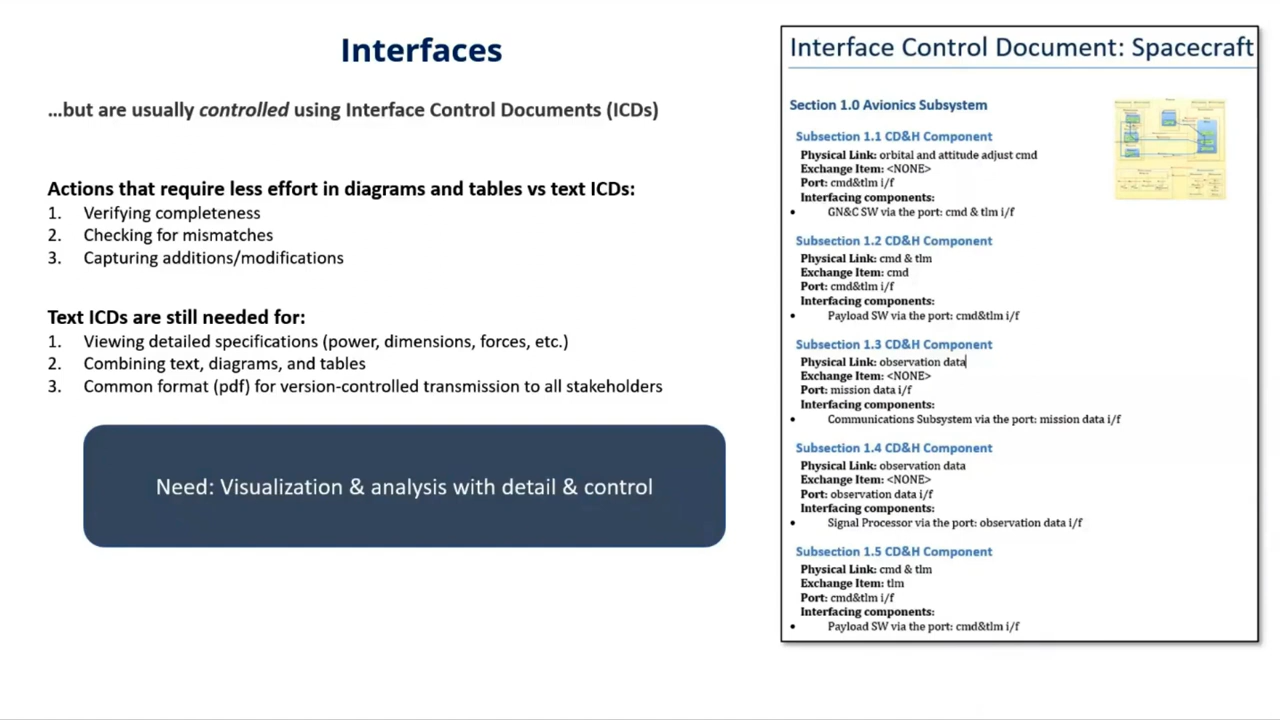 Interfaces
…but are usually controlled using Interface Control Documents (ICDs)
Actions that require less effort in diagrams and tables vs text ICDs:
1. Verifying completeness
2. Checking for mismatches
3. Capturing additions/modifications
Text ICDs are still needed for:
1. Viewing detailed specifications (power, dimensions, forces, etc.)
2. Combining text, diagrams, and tables
3. Common format (pdf) for version-controlled transmission to all stakeholders
Need: Visualization & analysis with detail & control
Interface Control Document: Spacecraft
Section 1.0 Avionics Subsystem
Subsection 1.1 CD&H Component
Physical Link: orbital and attitude adjust cmd
Exchange Item: <NONE>
Port: cmd&tlm i/f
Interfacing components:
• GN&C SW via the port: cmd & tlm i/f
Subsection 1.2 CD&H Component
Physical Link: cmd & tlm
Exchange Item: cmd
Port: cmd&tlm i/f
Interfacing components:
• Payload SW via the port: cmd&tlm i/f
Subsection 1.3 CD&H Component
Physical Link: observation data
Exchange Item: <NONE>
Port: mission data i/f
Interfacing components:
• Communications Subsystem via the port: mission data i/f
Subsection 1.4 CD&H Component
Physical Link: observation data
Exchange Item: <NONE>
Port: observation data i/f
Interfacing components:
• Signal Processor via the port: observation data i/f
Subsection 1.5 CD&H Component
Physical Link: cmd & tlm
Exchange Item: tlm
Port: cmd&tlm i/f
Interfacing components:
• Payload SW via the port: cmd&tlm i/f